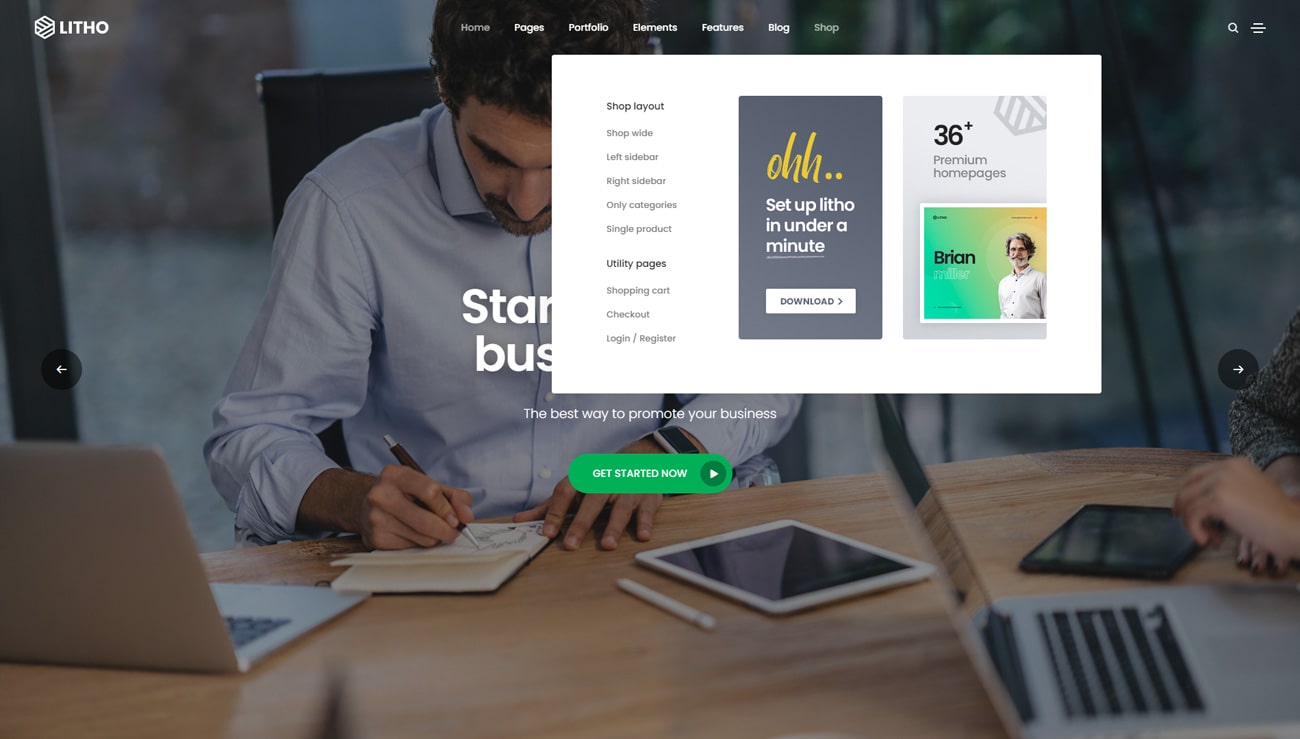 LITHO
Home Pages Portfolio Elements Features Blog Shop
Shop layout
Shop wide
Left sidebar
Right sidebar
Only categories
Single product
Utility pages
Shopping cart
Checkout
Login / Register
ohh..
Set up litho
in under a
minute
DOWNLOAD
36+
Premium
homepages
LITHO
Brian
miller
Star
bus
The best way to promote your business
GET STARTED NOW